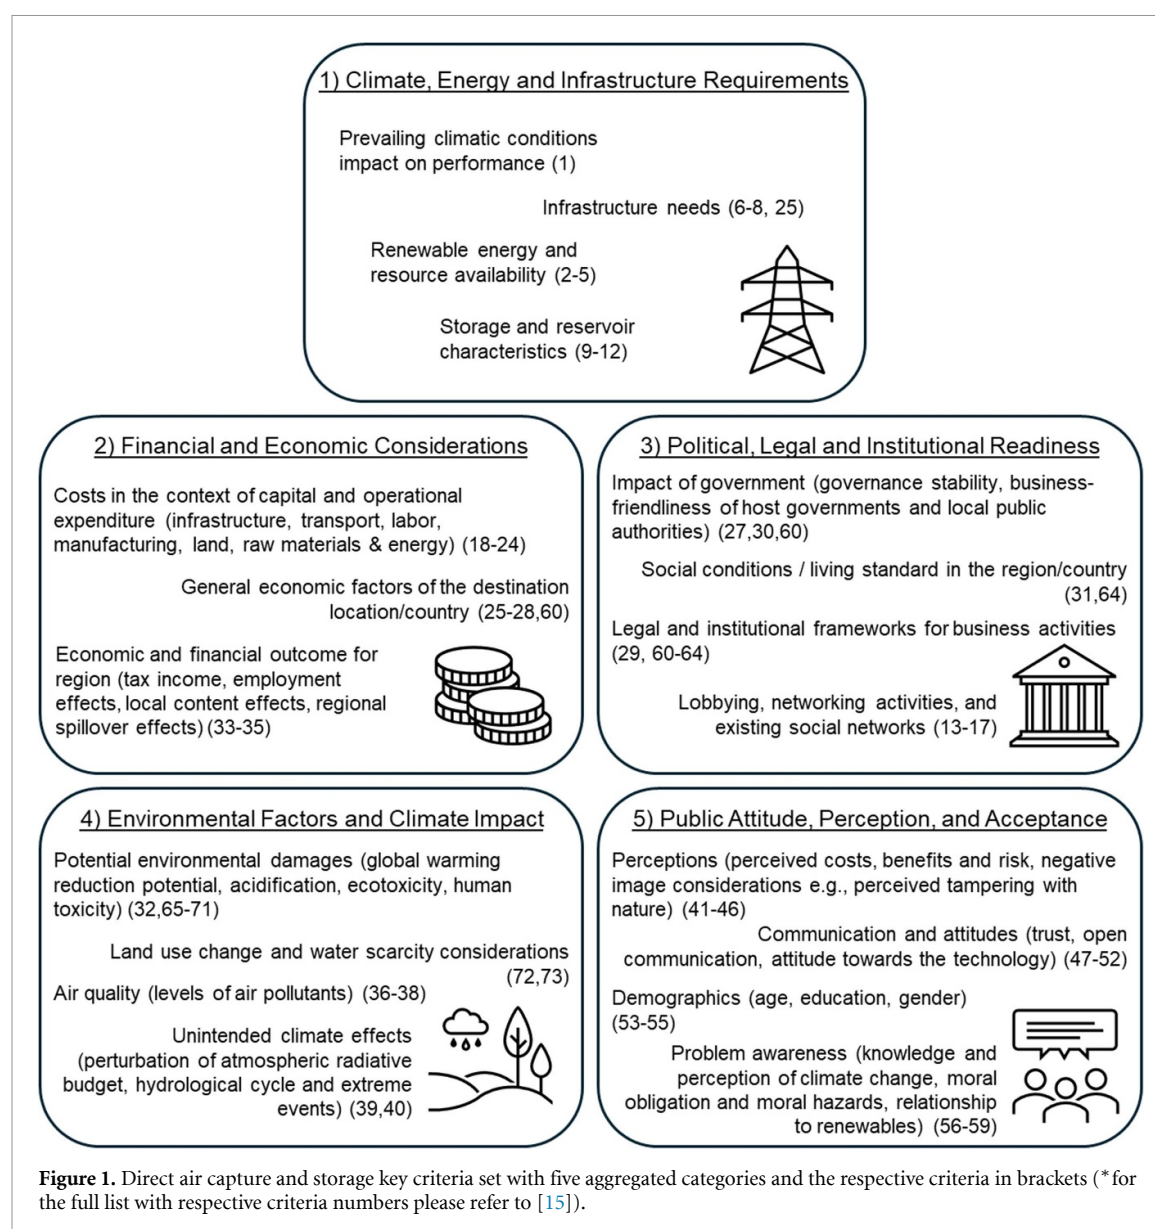 1) Climate, Energy and Infrastructure Requirements
Prevailing climatic conditions
impact on performance (1)
Infrastructure needs (6-8, 25)
Renewable energy and
resource availability (2-5)
Storage and reservoir
characteristics (9-12)
2) Financial and Economic Considerations
Costs in the context of capital and operational
expenditure (infrastructure, transport, labor,
manufacturing, land, raw materials & energy) (18-24)
General economic factors of the destination
location/country (25-28,60)
Economic and financial outcome for
region (tax income, employment
effects, local content effects, regional
spillover effects) (33-35)
3) Political, Legal and Institutional Readiness
Impact of government (governance stability, business-
friendliness of host governments and local public
authorities) (27,30,60)
Social conditions / living standard in the region/country
(31,64)
Legal and institutional frameworks for business activities
(29, 60-64)
Lobbying, networking activities, and
existing social networks (13-17)
4) Environmental Factors and Climate Impact
Potential environmental damages (global warming
reduction potential, acidification, ecotoxicity, human
toxicity) (32,65-71)
Land use change and water scarcity considerations
(72,73)
Air quality (levels of air pollutants) (36-38)
Unintended climate effects
(perturbation of atmospheric radiative
budget, hydrological cycle and extreme
events) (39,40)
5) Public Attitude, Perception, and Acceptance
Perceptions (perceived costs, benefits and risk, negative
image considerations e.g., perceived tampering with
nature) (41-46)
Communication and attitudes (trust, open
communication, attitude towards the technology) (47-52)
Demographics (age, education, gender)
(53-55)
Problem awareness (knowledge and
perception of climate change, moral
obligation and moral hazards, relationship
to renewables) (56-59)
Figure 1. Direct air capture and storage key criteria set with five aggregated categories and the respective criteria in brackets (*for
the full list with respective criteria numbers please refer to [15]).